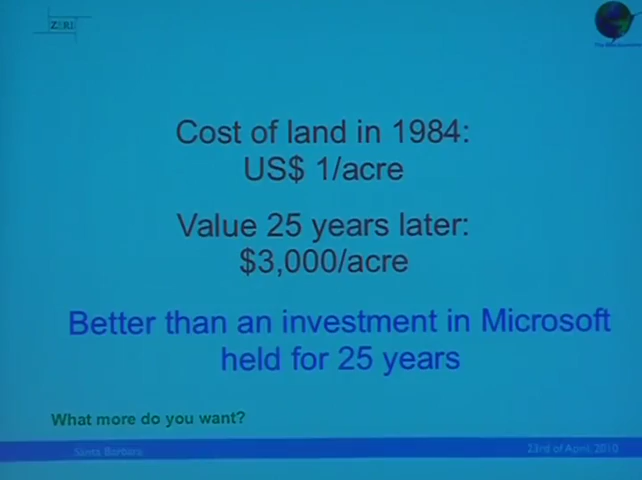 ZERI
Cost of land in 1984:
US$ 1/acre
Value 25 years later:
$3,000/acre
Better than an investment in Microsoft
held for 25 years
What more do you want?
Santa Barbara
23rd of April, 2010